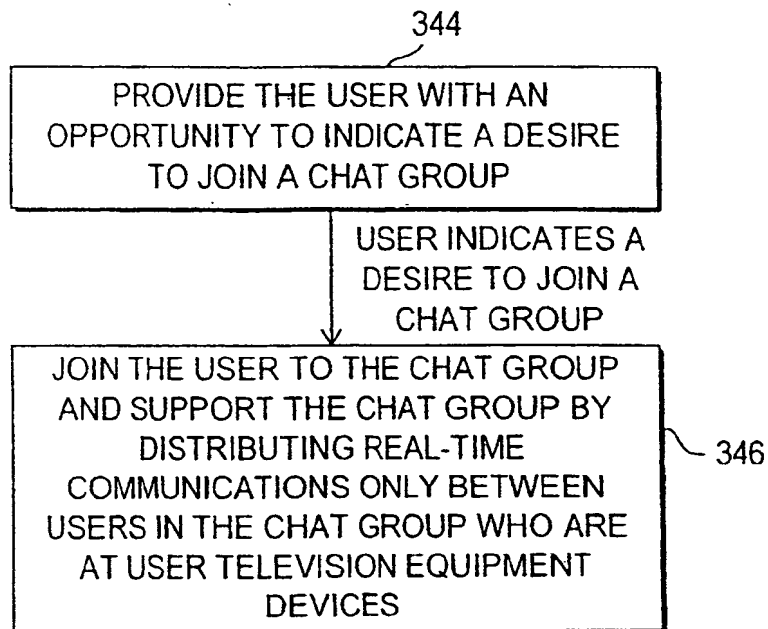 344
PROVIDE THE USER WITH AN
OPPORTUNITY TO INDICATE A DESIRE
TO JOIN A CHAT GROUP
USER INDICATES A
DESIRE TO JOIN A
CHAT GROUP
JOIN THE USER TO THE CHAT GROUP
AND SUPPORT THE CHAT GROUP BY
DISTRIBUTING REAL-TIME
COMMUNICATIONS ONLY BETWEEN
USERS IN THE CHAT GROUP WHO ARE
AT USER TELEVISION EQUIPMENT
DEVICES
346